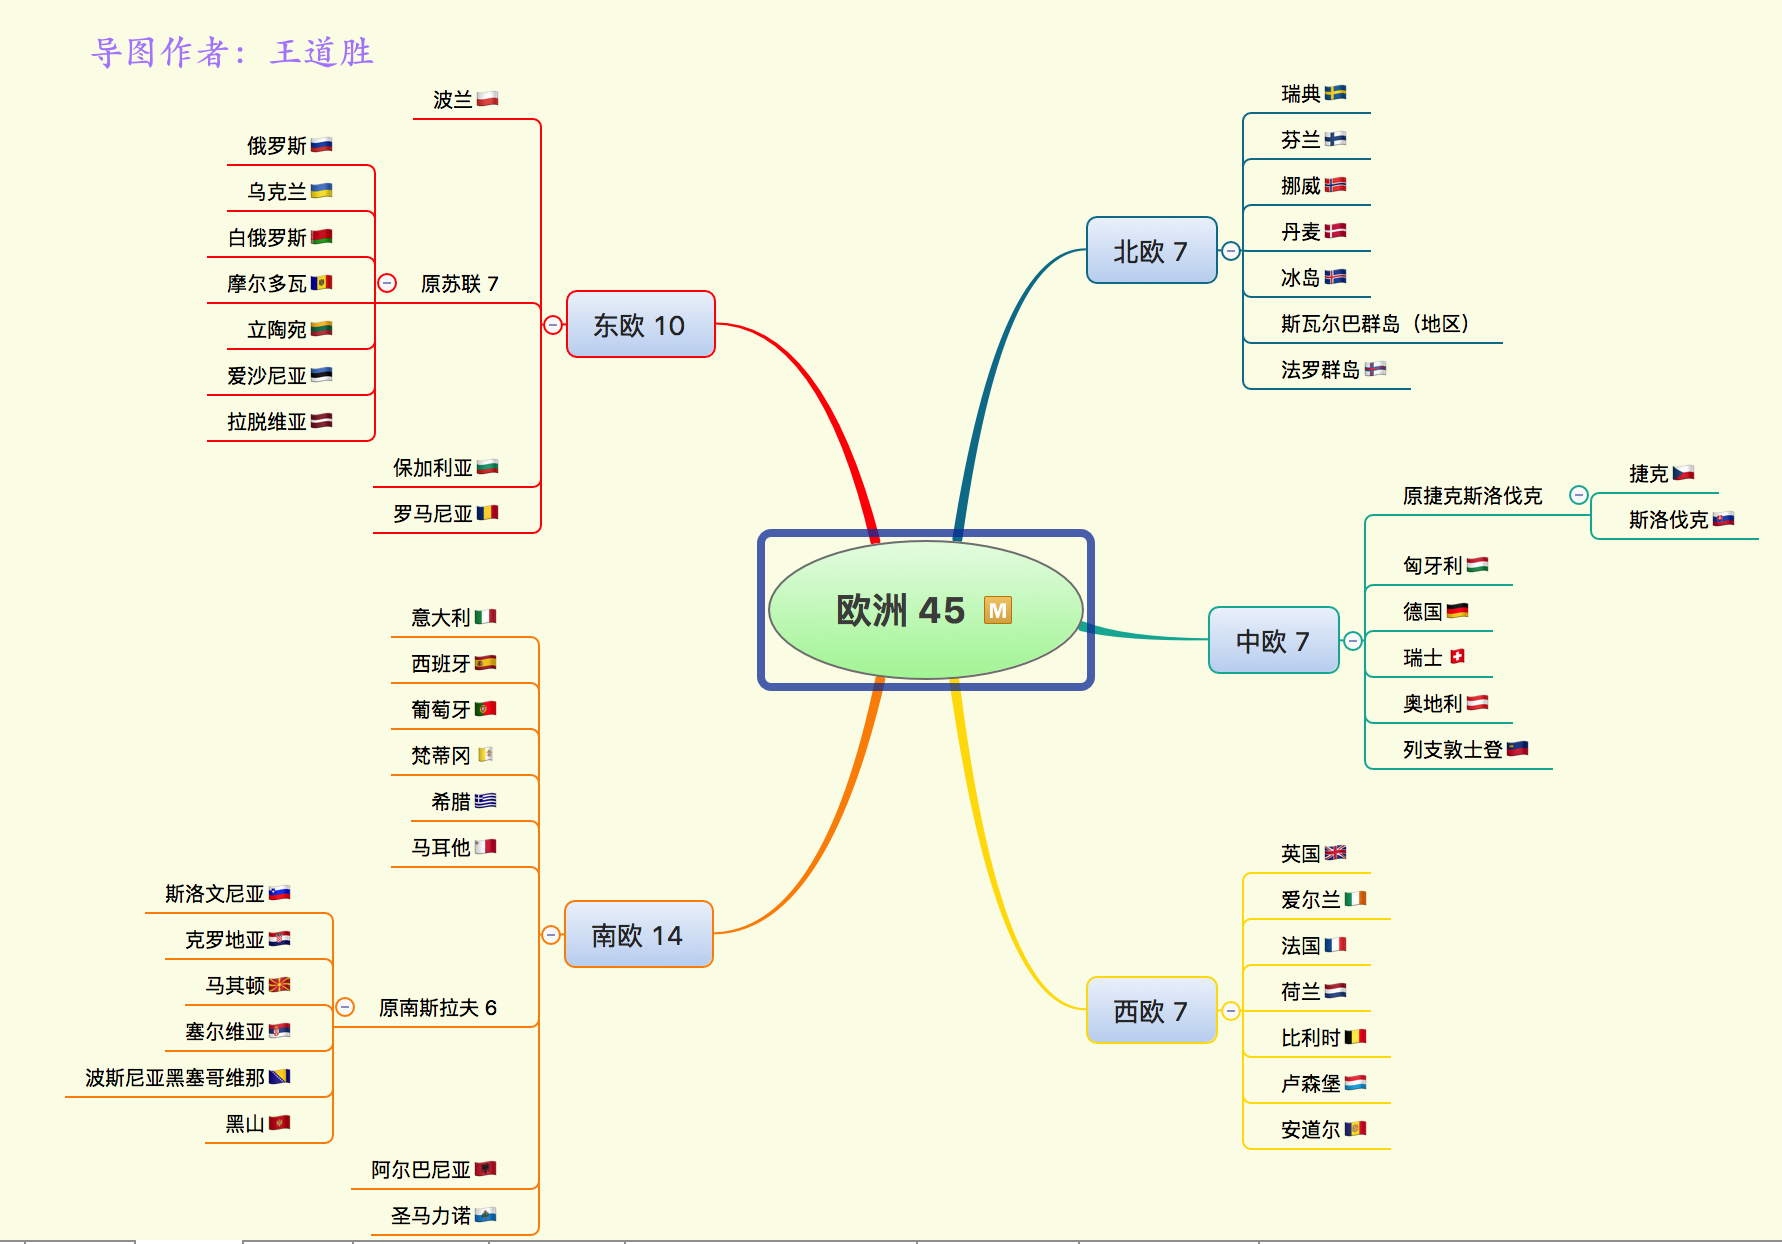 导图作者：王道胜
欧洲 45 M
东欧 10
波兰
原苏联 7
俄罗斯
乌克兰
白俄罗斯
摩尔多瓦
立陶宛
爱沙尼亚
拉脱维亚
保加利亚
罗马尼亚
南欧 14
意大利
西班牙
葡萄牙
梵蒂冈
希腊
马耳他
原南斯拉夫 6
斯洛文尼亚
克罗地亚
马其顿
塞尔维亚
波斯尼亚黑塞哥维那
黑山
阿尔巴尼亚
圣马力诺
北欧 7
瑞典
芬兰
挪威
丹麦
冰岛
斯瓦尔巴群岛（地区）
法罗群岛
中欧 7
原捷克斯洛伐克
捷克
斯洛伐克
匈牙利
德国
瑞士
奥地利
列支敦士登
西欧 7
英国
爱尔兰
法国
荷兰
比利时
卢森堡
安道尔